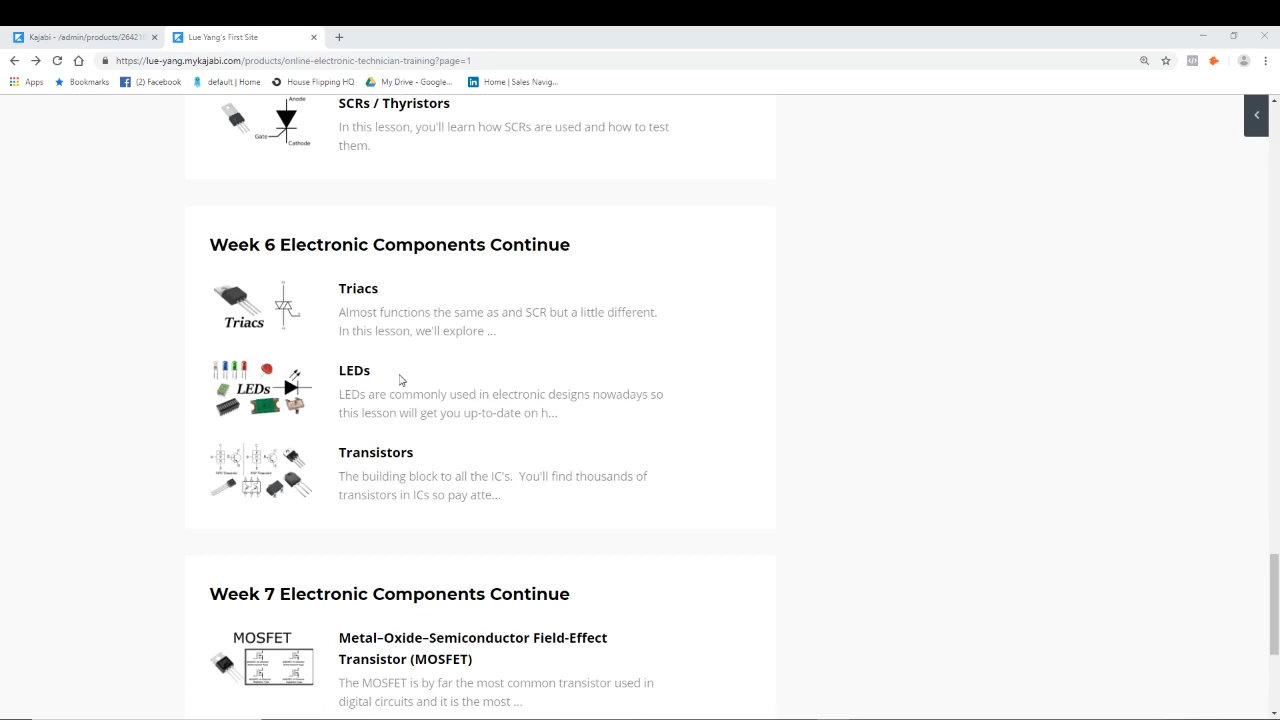 Kajabi - /admin/products/26421
Lue Yang's First Site
https://lue-yang.mykajabi.com/products/online-electronic-technician-training?page=1
Apps
Bookmarks
(2) Facebook
default | Home
House Flipping HQ
My Drive - Google...
Home | Sales Navig...
Anode
Gate
Cathode
SCRs / Thyristors
In this lesson, you'll learn how SCRs are used and how to test
them.
Week 6 Electronic Components Continue
Triacs
Triacs
Almost functions the same as and SCR but a little different.
In this lesson, we'll explore ...
LEDs
LEDs
LEDs are commonly used in electronic designs nowadays so
this lesson will get you up-to-date on h...
Transistors
The building block to all the IC's. You'll find thousands of
transistors in ICs so pay atte...
Week 7 Electronic Components Continue
MOSFET
Metal–Oxide–Semiconductor Field-Effect
Transistor (MOSFET)
The MOSFET is by far the most common transistor used in
digital circuits and it is the most ...